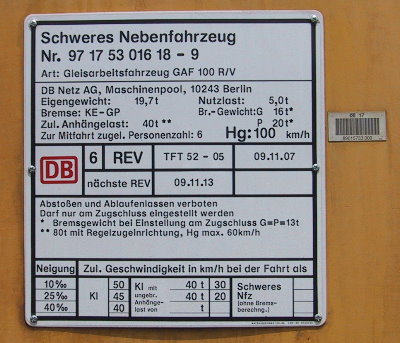 Schweres Nebenfahrzeug
Nr. 97 17 53 016 18 - 9
Art: Gleisarbeitsfahrzeug GAF 100 R/V
DB Netz AG, Maschinenpool, 10243 Berlin
Eigengewicht: 19,7t Nutzlast: 5,0t
Bremse: KE-GP Br.-Gewicht: G 16t*
Zul. Anhängelast: 40t** P 20t*
Zur Mitfahrt zugel. Personenzahl: 6 Hg: 100 km/h
DB 6 REV TFT 52 - 05 09.11.07
nächste REV 09.11.13
Abstoßen und Ablaufenlassen verboten
Darf nur am Zugschluss eingestellt werden
* Bremsgewicht bei Einstellung am Zugschluss G=P=13t
** 80t mit Regelzugeinrichtung, Hg max. 60km/h
Neigung Zul. Geschwindigkeit in km/h bei der Fahrt als
10‰ Kl 50 Kl mit 40 t 30 Schweres
25‰ 45 ungebr. 40 t 20 Nfz
40‰ 40 Anhängelast von t (ohne Bremsberechnung.)